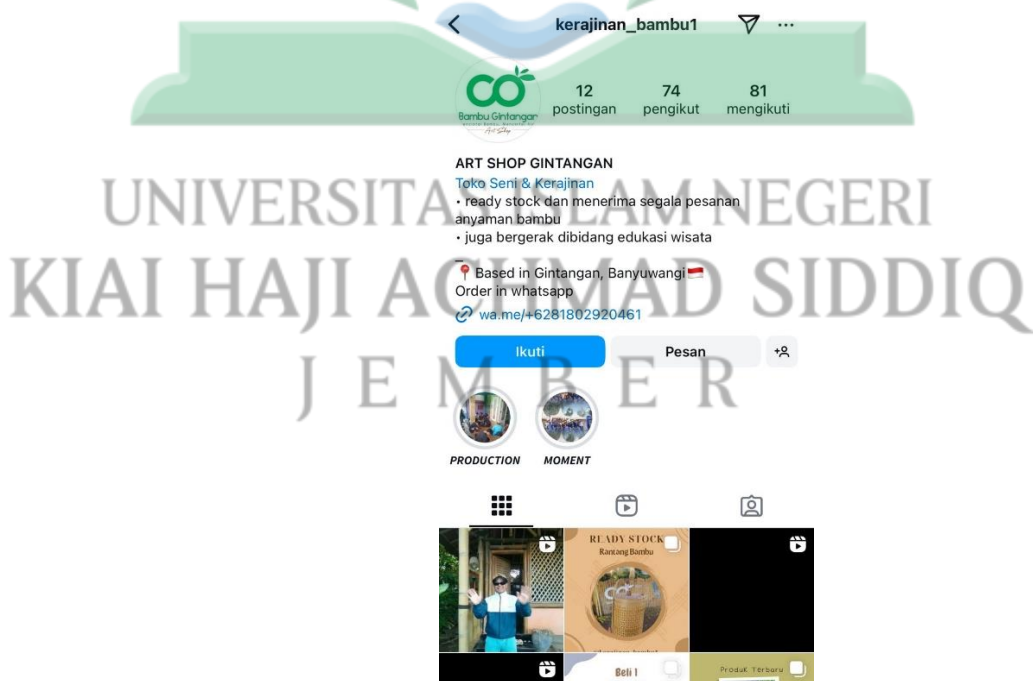 kerajinan_bambu1
Bambu Gintangan
Art Shop
12 74 81
postingan pengikut mengikuti
ART SHOP GINTANGAN
Toko Seni & Kerajinan
• ready stock dan menerima segala pesanan
anyaman bambu
• juga bergerak dibidang edukasi wisata
_
Based in Gintangan, Banyuwangi
Order in whatsapp
wa.me/+6281802920461
Ikuti Pesan
PRODUCTION MOMENT
READY STOCK
Rantang Bambu
Beli 1
Produk Terbaru
UNIVERSITAS ISLAM NEGERI
KIAI HAJI ACHMAD SIDDIQ
JEMBER